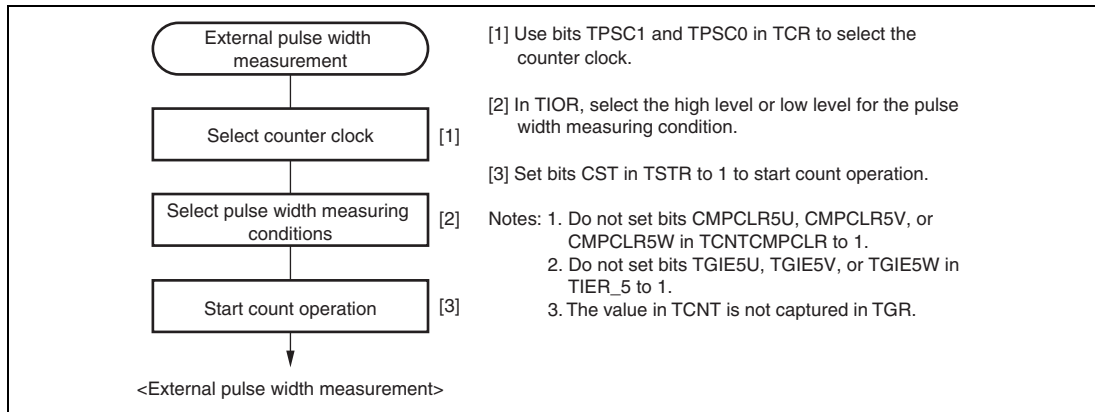 External pulse width
measurement
Select counter clock
[1]
Select pulse width measuring
conditions
[2]
Start count operation
[3]
<External pulse width measurement>
[1] Use bits TPSC1 and TPSC0 in TCR to select the
counter clock.
[2] In TIOR, select the high level or low level for the pulse
width measuring condition.
[3] Set bits CST in TSTR to 1 to start count operation.
Notes: 1. Do not set bits CMPCLR5U, CMPCLR5V, or
CMPCLR5W in TCNTCMPCLR to 1.
2. Do not set bits TGIE5U, TGIE5V, or TGIE5W in
TIER_5 to 1.
3. The value in TCNT is not captured in TGR.